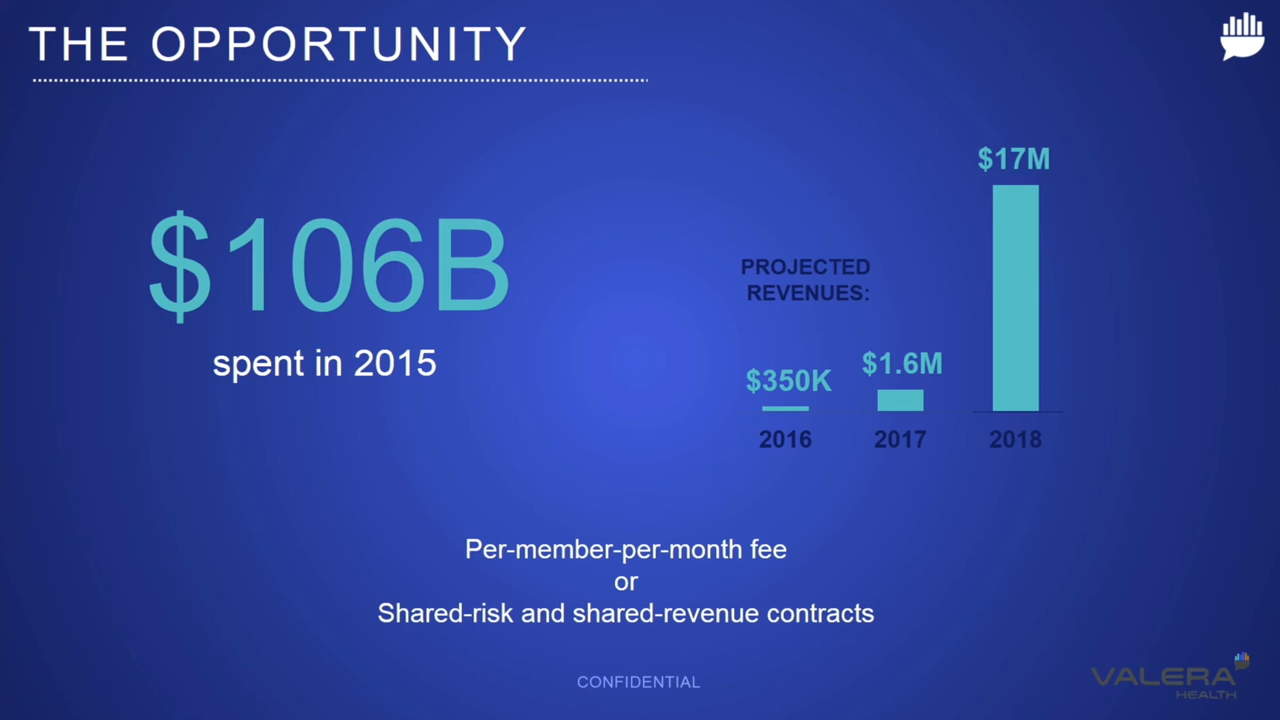 THE OPPORTUNITY
$106B
spent in 2015
PROJECTED
REVENUES:
$350K
$1.6M
$17M
2016
2017
2018
Per-member-per-month fee
or
Shared-risk and shared-revenue contracts
CONFIDENTIAL
VALERA
HEALTH